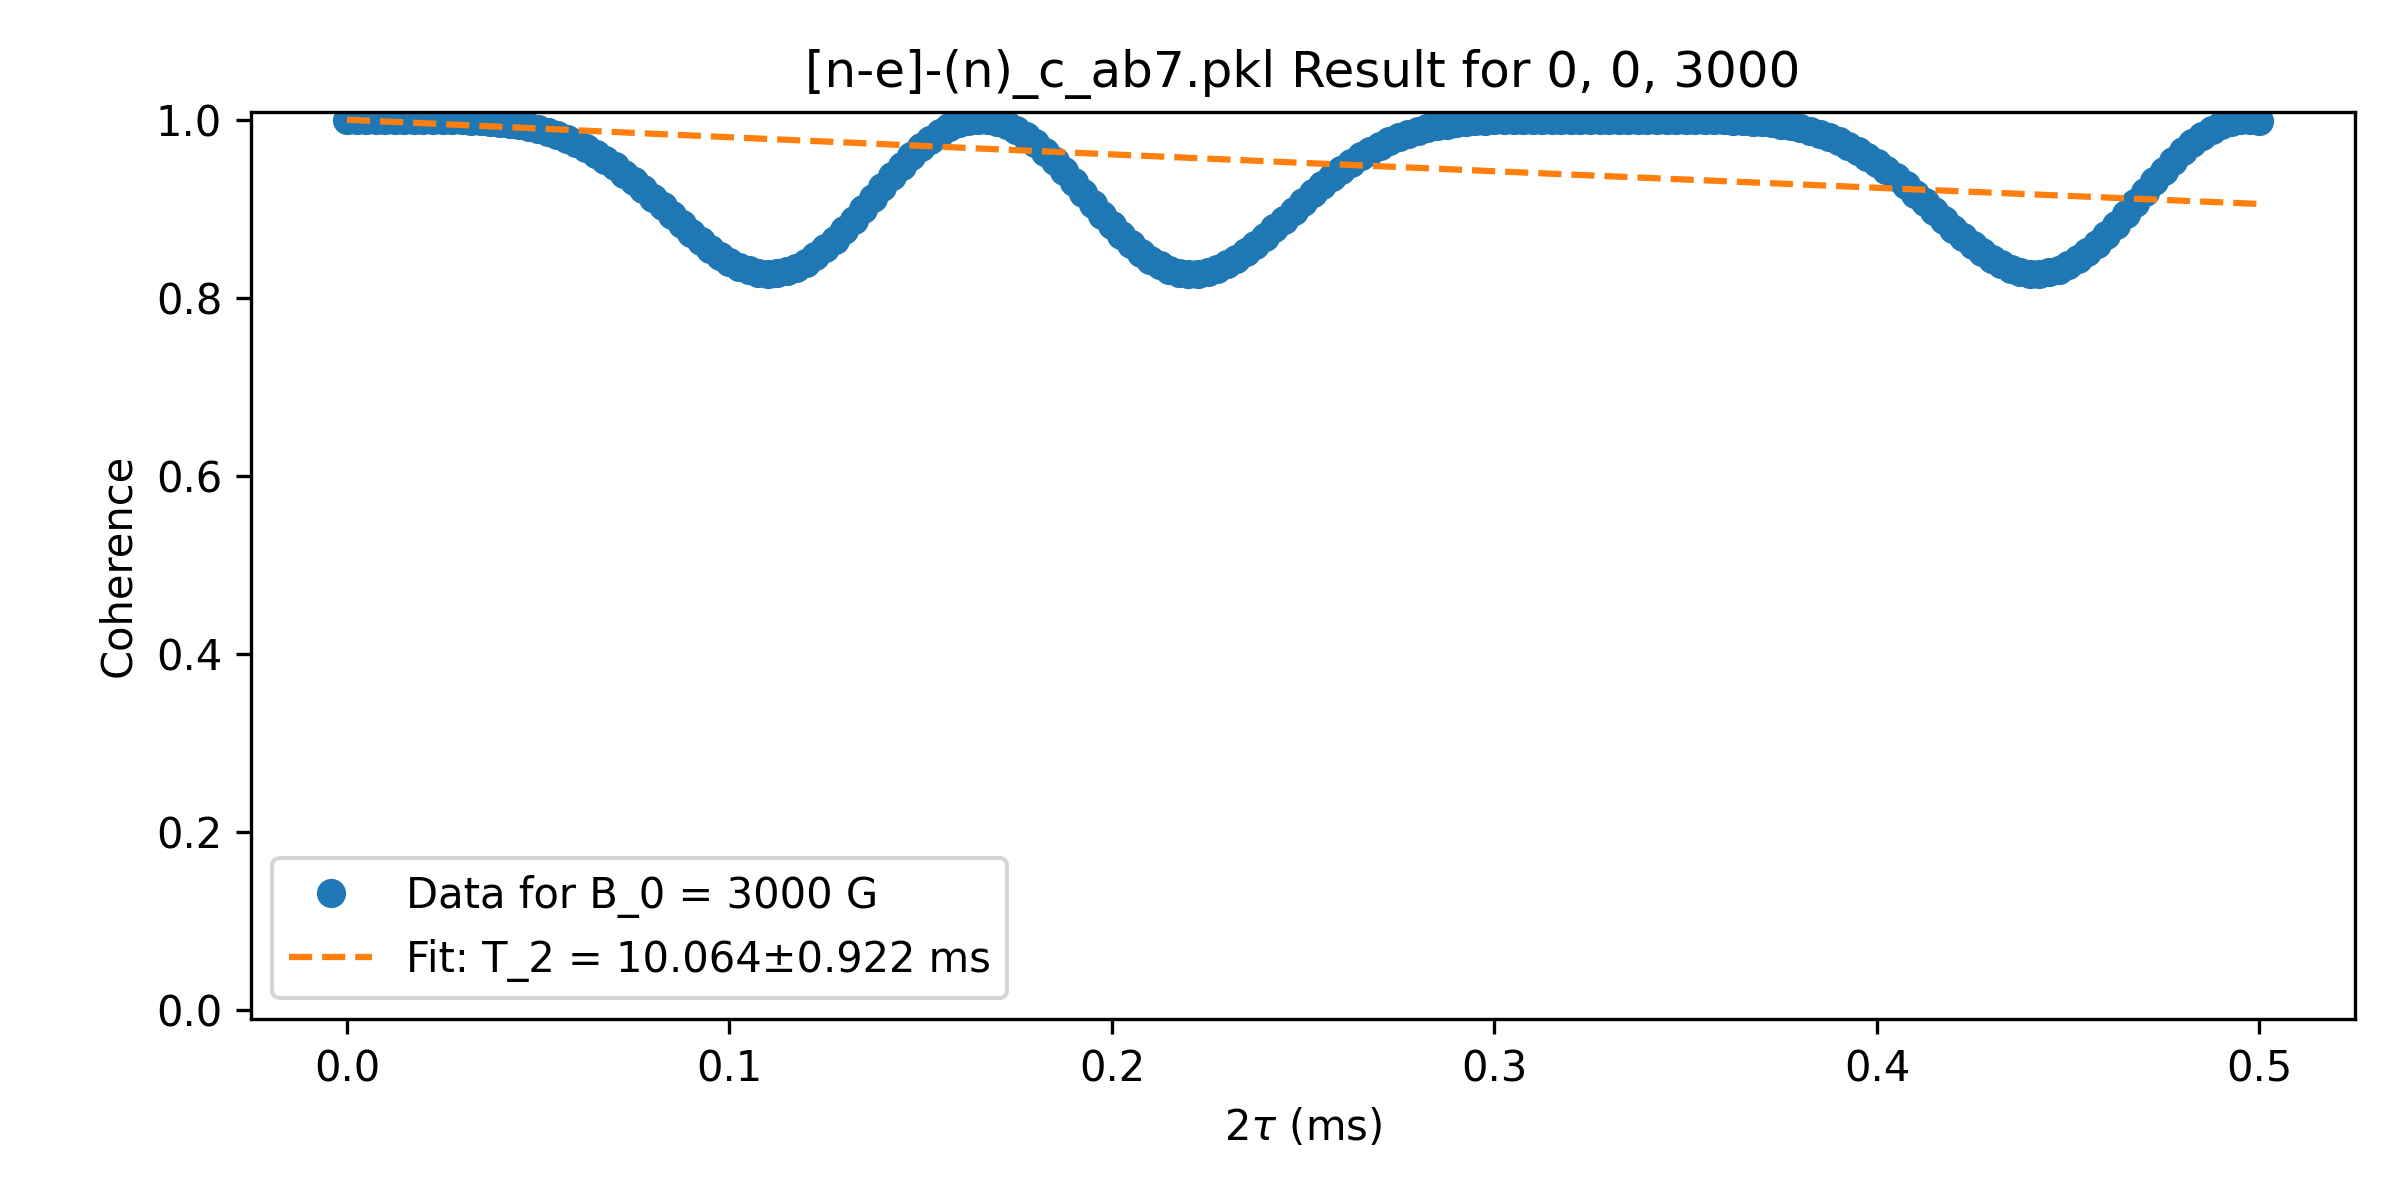 [n-e]-(n)_c_ab7.pkl Result for 0, 0, 3000
1.0
0.8
0.6
0.4
0.2
0.0
Coherence
Data for B_0 = 3000 G
Fit: T_2 = 10.064±0.922 ms
0.0 0.1 0.2 0.3 0.4 0.5
2τ (ms)